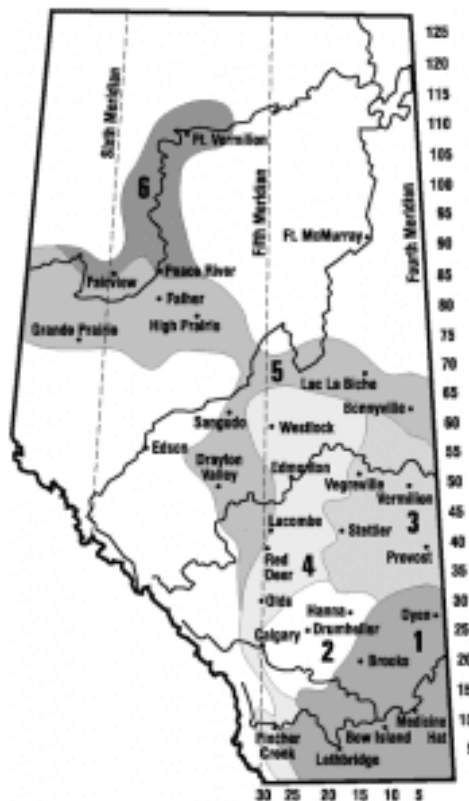 125
120
115
110
105
100
95
90
85
80
75
70
65
60
55
50
45
40
35
30
25
20
15
10
5
Sixth Meridian
Fifth Meridian
Fourth Meridian
Ft. Vermilion
6
Ft. McMurray
Fairview
Peace River
Falher
Grande Prairie
High Prairie
5
Lac La Biche
Bonnyville
Sangudo
Westlock
Edson
Edmonton
Drayton
Valley
Vegreville
Vermilion
3
Lacombe
Stettler
Red
Deer
4
Prevost
Olds
Hanna
Oyen
Calgary
Drumheller
1
2
Brooks
Medicine
Hat
Pincher
Creek
Bow Island
Lethbridge
30 25 20 15 10 5